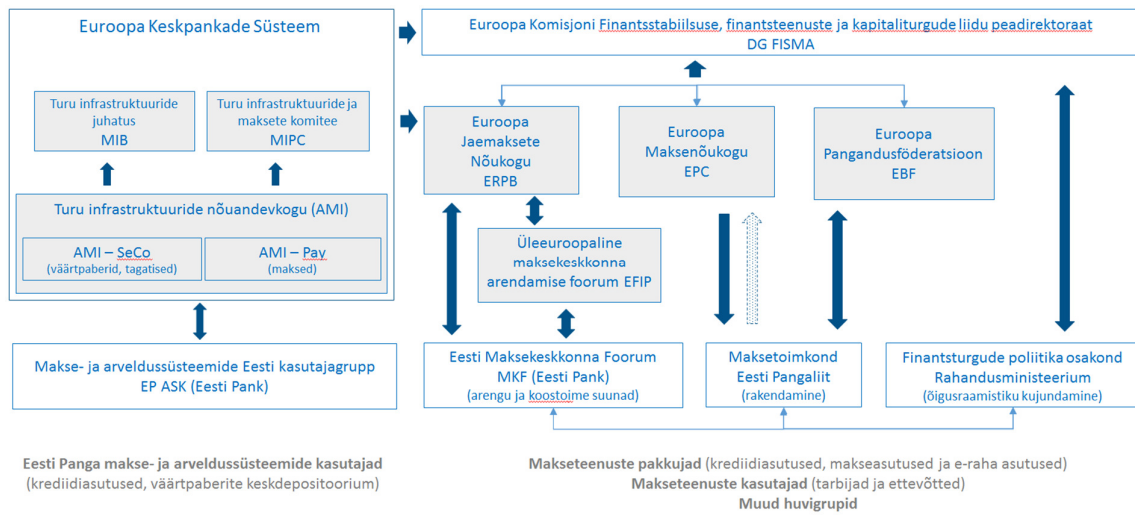 Euroopa Keskpankade Süsteem
Turu infrastruktuuride
juhatus
MIB
Turu infrastruktuuride ja
maksete komitee
MIPC
Turu infrastruktuuride nõuandevkogu (AMI)
AMI – SeCo
(väärtpaberid, tagatised)
AMI – Pay
(maksed)
Makse- ja arveldussüsteemide Eesti kasutajagrupp
EP ASK (Eesti Pank)
Eesti Panga makse- ja arveldussüsteemide kasutajad
(krediidiasutused, väärtpaberite keskdepositoorium)
Euroopa Komisjoni Finantsstabiilsuse, finantsteenuste ja kapitaliturgude liidu peadirektoraat
DG FISMA
Euroopa
Jaemaksete
Nõukogu
ERPB
Euroopa
Maksenõukogu
EPC
Euroopa
Pangandusföderatsioon
EBF
Üleeuroopaline
maksekeskkonna
arendamise foorum EFIP
Eesti Maksekeskkonna Foorum
MKF (Eesti Pank)
(arengu ja koostoime suunad)
Maksetoimkond
Eesti Pangaliit
(rakendamine)
Finantsturgude poliitika osakond
Rahandusministeerium
(õigusraamistiku kujundamine)
Makseteenuste pakkujad (krediidiasutused, makseasutused ja e-raha asutused)
Makseteenuste kasutajad (tarbijad ja ettevõtted)
Muud huvigrupid